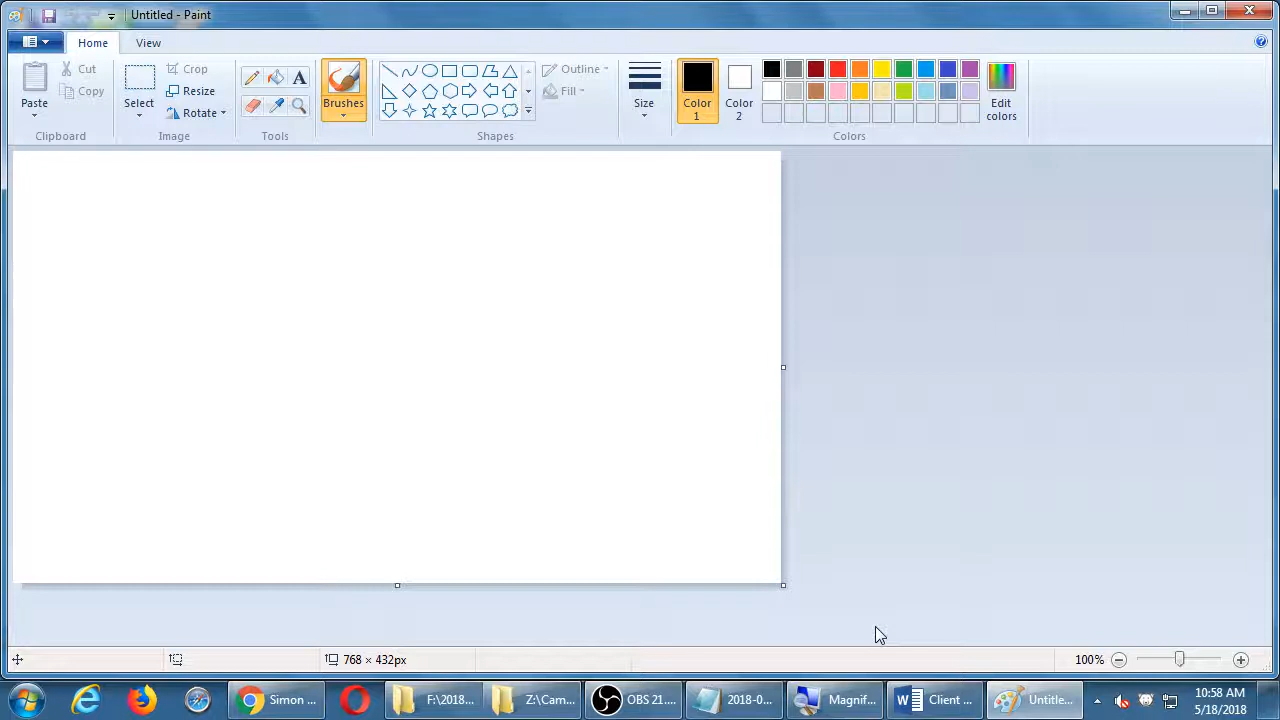 Untitled - Paint
Home View
Paste
Cut
Copy
Clipboard
Select
Crop
Resize
Rotate
Image
A
Tools
Brushes
Outline
Fill
Shapes
Size
Color 1
Color 2
Edit colors
Colors
768 × 432px
100%
Simon ...
F:\2018...
Z:\Cam...
OBS 21....
2018-0...
Magnif...
Client ...
Untitle...
10:58 AM
5/18/2018